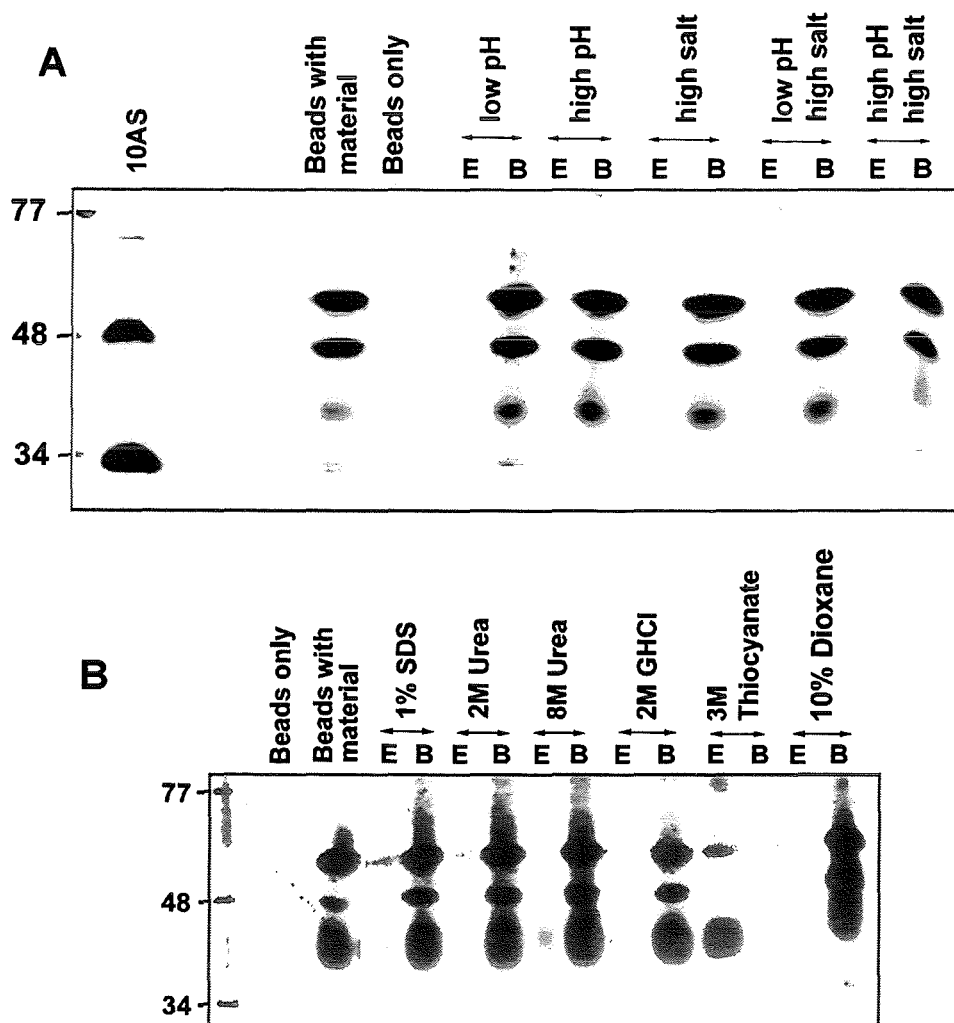 A
10AS
Beads with
material
Beads only
low pH
high pH
high salt
low pH
high salt
high pH
high salt
E B E B E B E B E B
77
48
34
B
Beads only
Beads with
material
1% SDS
2M Urea
8M Urea
2M GHCl
3M
Thiocyanate
10% Dioxane
E B E B E B E B E B E B
77
48
34